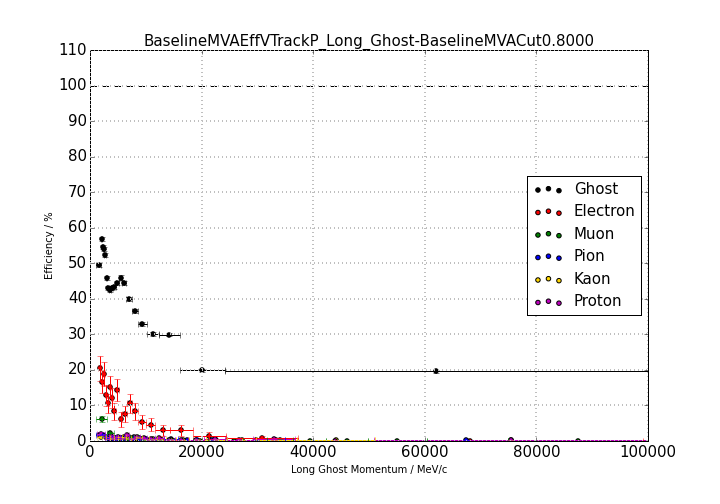 BaselineMVAEffVTrackP_Long_Ghost-BaselineMVACut0.8000
110
100
90
80
70
60
50
40
30
20
10
0
Efficiency / %
Ghost
Electron
Muon
Pion
Kaon
Proton
0 20000 40000 60000 80000 100000
Long Ghost Momentum / MeV/c